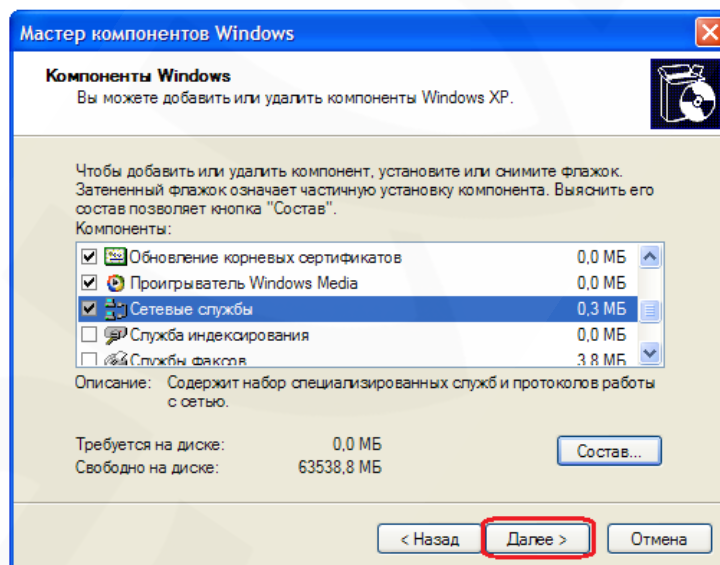 Мастер компонентов Windows
Компоненты Windows
Вы можете добавить или удалить компоненты Windows XP.
Чтобы добавить или удалить компонент, установите или снимите флажок.
Затененный флажок означает частичную установку компонента. Выяснить его
состав позволяет кнопка "Состав".
Компоненты:
Обновление корневых сертификатов 0,0 МБ
Проигрыватель Windows Media 0,0 МБ
Сетевые службы 0,3 МБ
Служба индексирования 0,0 МБ
Службы факсов 3,8 МБ
Описание: Содержит набор специализированных служб и протоколов работы
с сетью.
Требуется на диске: 0,0 МБ
Свободно на диске: 63538,8 МБ
Состав...
< Назад Далее > Отмена